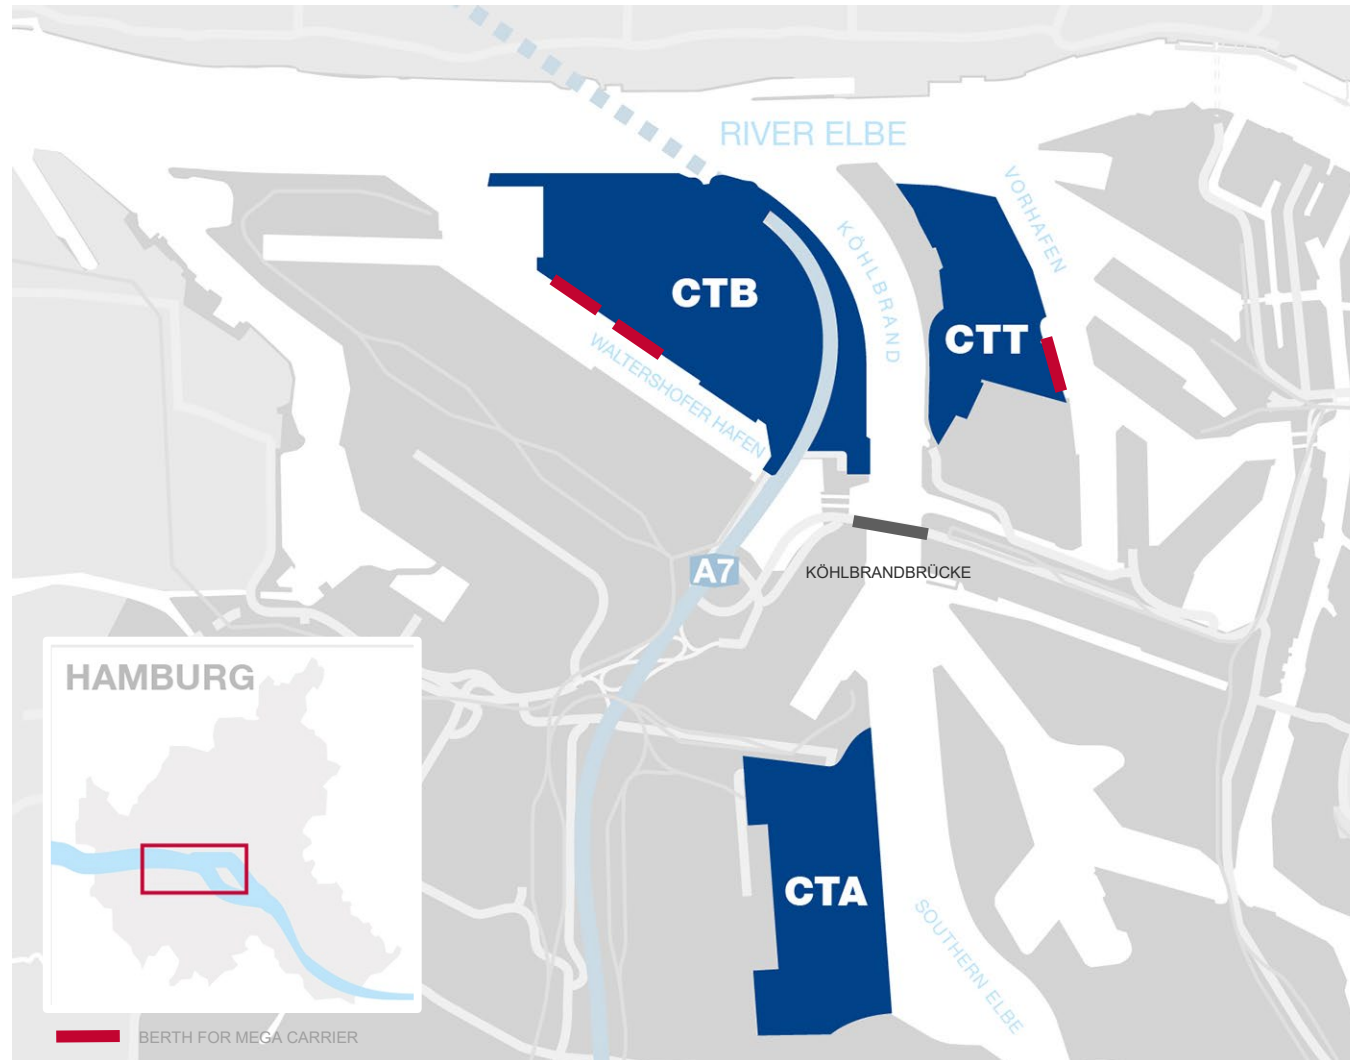 RIVER ELBE
VORHAFEN
KÖHLBRAND
CTB
CTT
WALTERSHOFER HAFEN
A7
KÖHLBRANDBRÜCKE
HAMBURG
CTA
SOUTHERN ELBE
BERTH FOR MEGA CARRIER